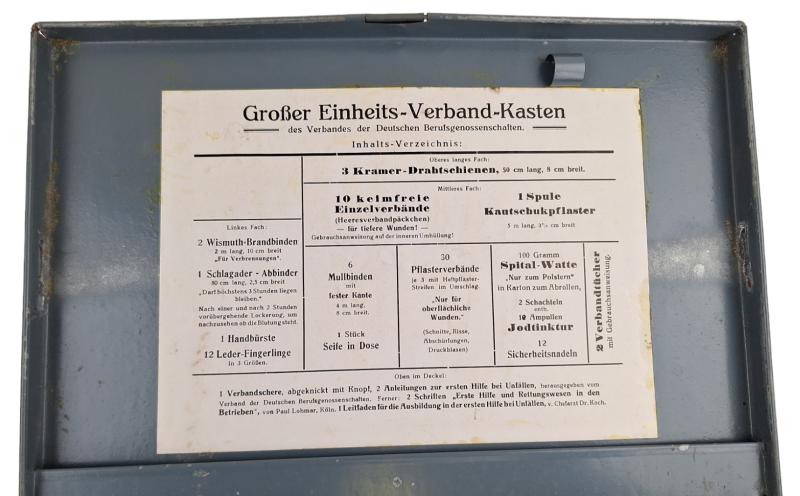 Großer Einheits-Verband-Kasten
des Verbandes der Deutschen Berufsgenossenschaften.
Inhalts-Verzeichnis:
Oberes langes Fach:
3 Kramer-Drahtschienen, 50 cm lang, 8 cm breit.
Mittleres Fach:
10 keimfreie
Einzelverbände
(Heeresverbandpäckchen)
— für tiefere Wunden! —
Gebrauchsanweisung auf der inneren Umhüllung!
1 Spule
Kautschukpflaster
5 m lang, cm breit
Linkes Fach:
2 Wismuth-Brandbinden
2 m lang, 10 cm breit
„Für Verbrennungen".
1 Schlagader - Abbinder
80 cm lang, 2,5 cm breit
„Darf höchstens 3 Stunden liegen
bleiben."
Nach einer und nach 2 Stunden
vorübergehende Lockerung, um
nachzusehen ob die Blutung steht.
1 Handbürste
12 Leder-Fingerlinge
in 3 Größen.
6
Mullbinden
mit
fester Kante
4 m lang,
8 cm breit.
1 Stück
Seife in Dose
30
Pflasterverbände
je 3 mit Heftpflaster-
Streifen im Umschlag.
„Nur für
oberflächliche
Wunden."
(Schnitte, Risse,
Abschürfungen,
Druckblasen)
100 Gramm
Spital-Watte
„Nur zum Polstern"
in Karton zum Abrollen,
2 Schachteln
enth.
10 Ampullen
Jodtinktur
12
Sicherheitsnadeln
2 Verbandtücher
mit Gebrauchsanweisung.
Oben im Deckel:
1 Verbandschere, abgeknickt mit Knopf, 2 Anleitungen zur ersten Hilfe bei Unfällen, herausgegeben vom
Verband der Deutschen Berufsgenossenschaften. Ferner: 2 Schriften „Erste Hilfe und Rettungswesen in den
Betrieben", von Paul Lohmar, Köln. 1 Leitfaden für die Ausbildung in der ersten Hilfe bei Unfällen, v. Chefarzt Dr. Koch.